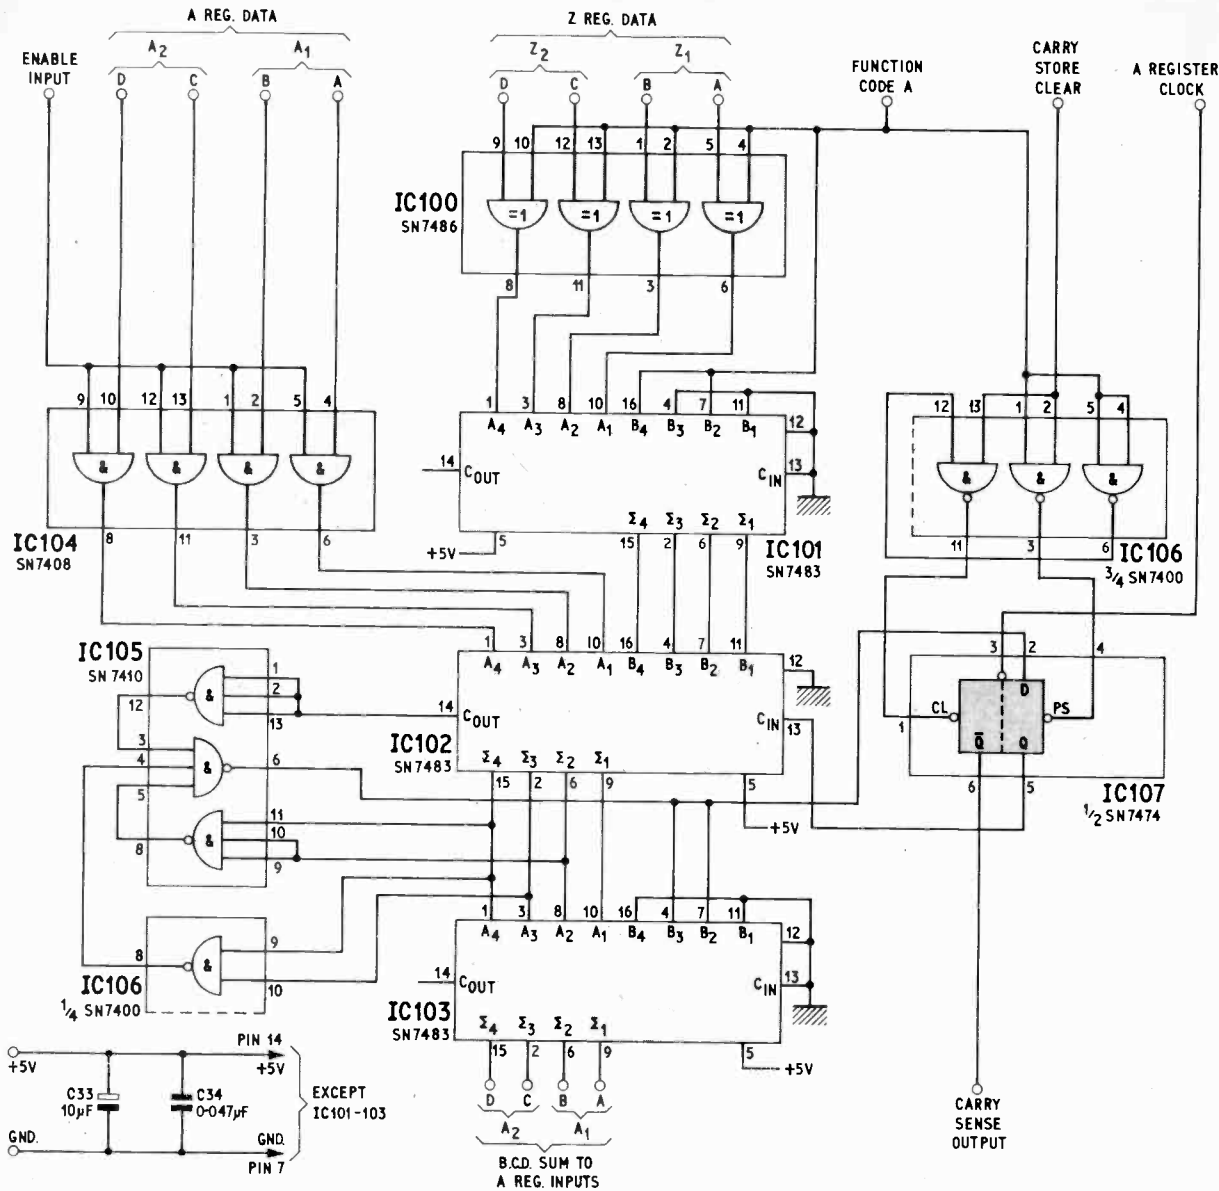 A REG. DATA
Z REG. DATA
ENABLE
INPUT
A2
A1
D
C
B
A
Z2
Z1
D
C
B
A
FUNCTION
CODE A
CARRY
STORE
CLEAR
A REGISTER
CLOCK
9 10 12 13 1 2 5 4
IC100
SN7486
=1 =1 =1 =1
8 11 3 6
9 10 12 13 1 2 5 4
& & & &
IC104
SN7408
8 11 3 6
1 3 8 10 16 4 7 11
A4 A3 A2 A1 B4 B3 B2 B1
12
14
COUT
CIN
13
Σ4 Σ3 Σ2 Σ1
+5V
5
15 2 6 9
IC101
SN7483
12 13 1 2 5 4
& & &
11 3 6
IC106
3/4 SN7400
IC105
SN 7410
1
2
13
&
12
3
4
5
&
6
11
10
9
&
8
1 3 8 10 16 4 7 11
A4 A3 A2 A1 B4 B3 B2 B1
12
14
COUT
CIN
13
IC102
SN7483
Σ4 Σ3 Σ2 Σ1
15 2 6 9
5
+5V
3 2 4
D
CL
PS
1
Q̅ Q
6 5
IC107
1/2 SN7474
8
&
9
10
IC106
1/4 SN7400
1 3 8 10 16 4 7 11
A4 A3 A2 A1 B4 B3 B2 B1
12
14
COUT
CIN
13
IC103
SN7483
Σ4 Σ3 Σ2 Σ1
15 2 6 9
5
+5V
D C B A
A2 A1
B.C.D. SUM TO
A REG. INPUTS
CARRY
SENSE
OUTPUT
+5V
PIN 14
+5V
C33
10µF
C34
0·047µF
EXCEPT
IC101-103
GND.
GND.
PIN 7